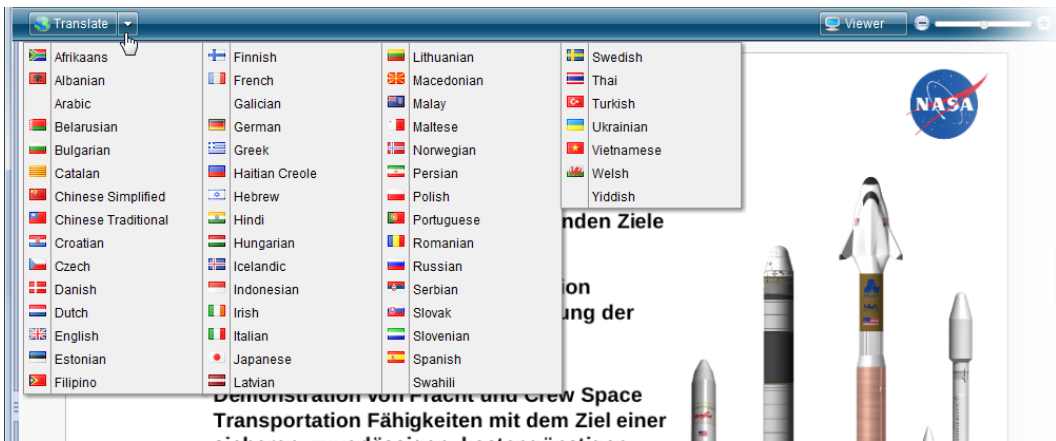 Translate
Viewer
Afrikaans
Albanian
Arabic
Belarusian
Bulgarian
Catalan
Chinese Simplified
Chinese Traditional
Croatian
Czech
Danish
Dutch
English
Estonian
Filipino
Finnish
French
Galician
German
Greek
Haitian Creole
Hebrew
Hindi
Hungarian
Icelandic
Indonesian
Irish
Italian
Japanese
Latvian
Lithuanian
Macedonian
Malay
Maltese
Norwegian
Persian
Polish
Portuguese
Romanian
Russian
Serbian
Slovak
Slovenian
Spanish
Swahili
Swedish
Thai
Turkish
Ukrainian
Vietnamese
Welsh
Yiddish
NASA
nden Ziele
ion
ung der
Demonstration von Fracht und Crew Space
Transportation Fähigkeiten mit dem Ziel einer